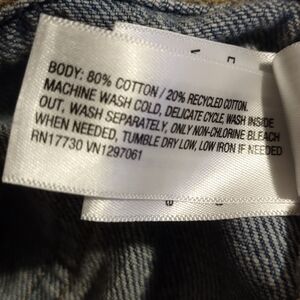 BODY: 80% COTTON / 20% RECYCLED COTTON.
MACHINE WASH COLD, DELICATE CYCLE, WASH INSIDE
OUT, WASH SEPARATELY, ONLY NON-CHLORINE BLEACH
WHEN NEEDED, TUMBLE DRY LOW, LOW IRON IF NEEDED
RN17730 VN1297061